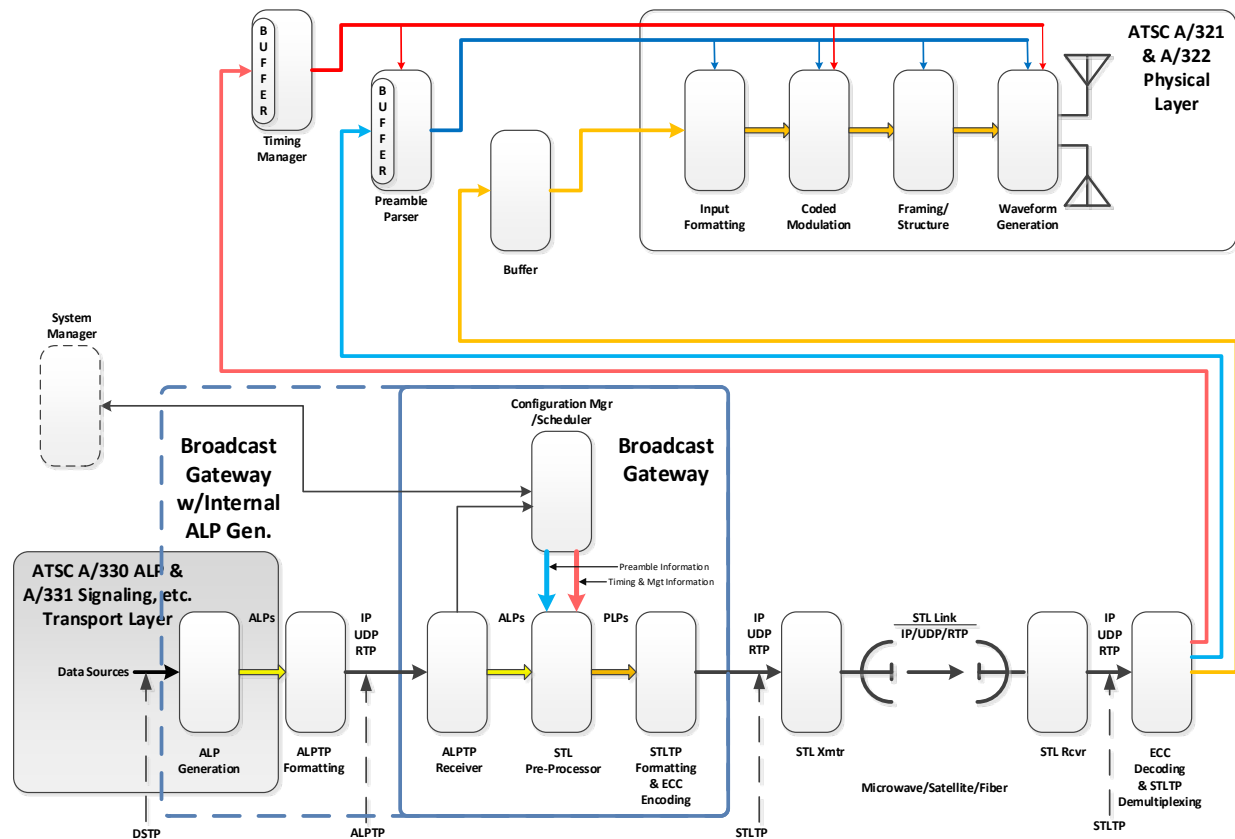 B
U
F
F
E
R
Timing
Manager
B
U
F
F
E
R
Preamble
Parser
Buffer
ATSC A/321
& A/322
Physical
Layer
Input
Formatting
Coded
Modulation
Framing/
Structure
Waveform
Generation
System
Manager
Broadcast
Gateway
w/Internal
ALP Gen.
Configuration Mgr
/Scheduler
Broadcast
Gateway
Preamble Information
Timing & Mgt Information
ATSC A/330 ALP &
A/331 Signaling, etc.
Transport Layer
Data Sources
ALPs
IP
UDP
RTP
ALPs
PLPs
IP
UDP
RTP
STL Link
IP/UDP/RTP
IP
UDP
RTP
ALP
Generation
ALPTP
Formatting
ALPTP
Receiver
STL
Pre-Processor
STLTP
Formatting
& ECC
Encoding
STL Xmtr
STL Rcvr
ECC
Decoding
& STLTP
Demultiplexing
Microwave/Satellite/Fiber
DSTP
ALPTP
STLTP
STLTP